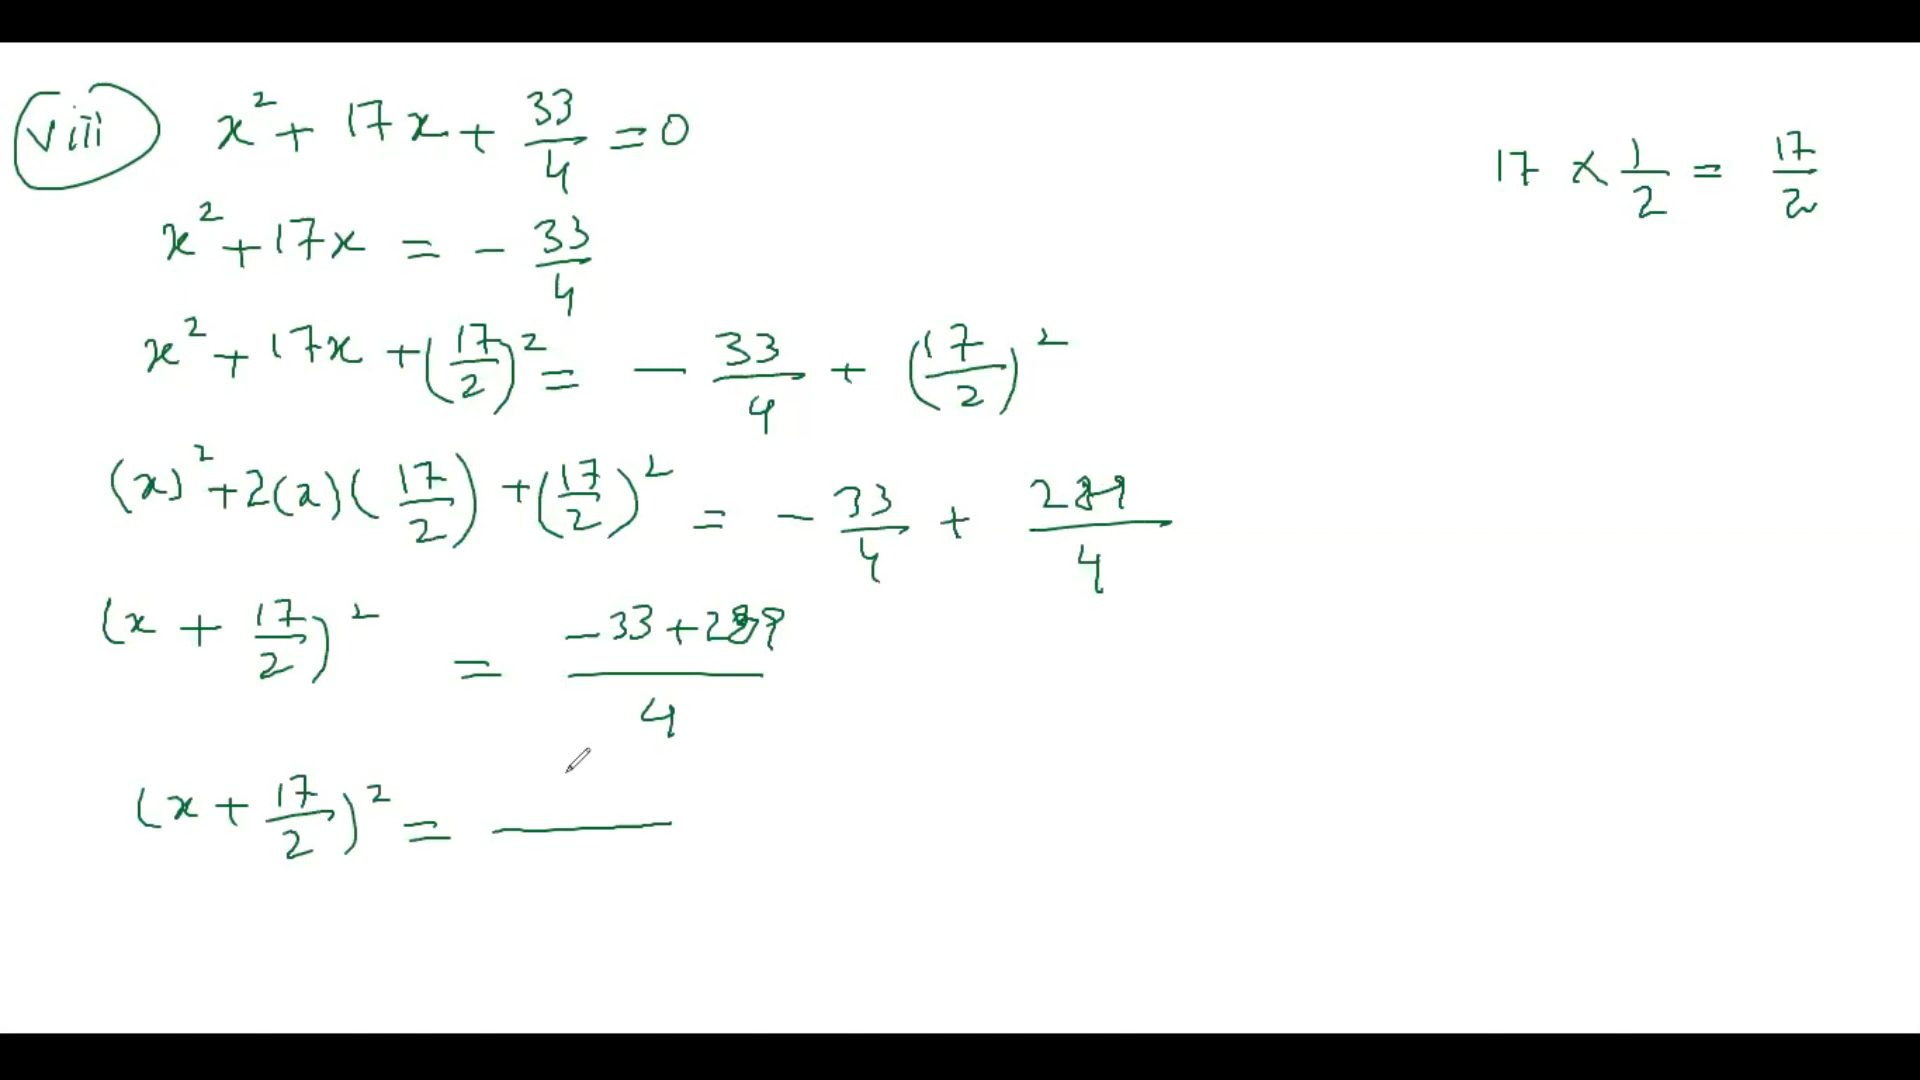 viii x² + 17x + 33/4 = 0
17 × 1/2 = 17/2
x² + 17x = - 33/4
x² + 17x + (17/2)² = - 33/4 + (17/2)²
(x)² + 2(x)(17/2) + (17/2)² = - 33/4 + 289/4
(x + 17/2)² = -33+289/4
(x + 17/2)² =